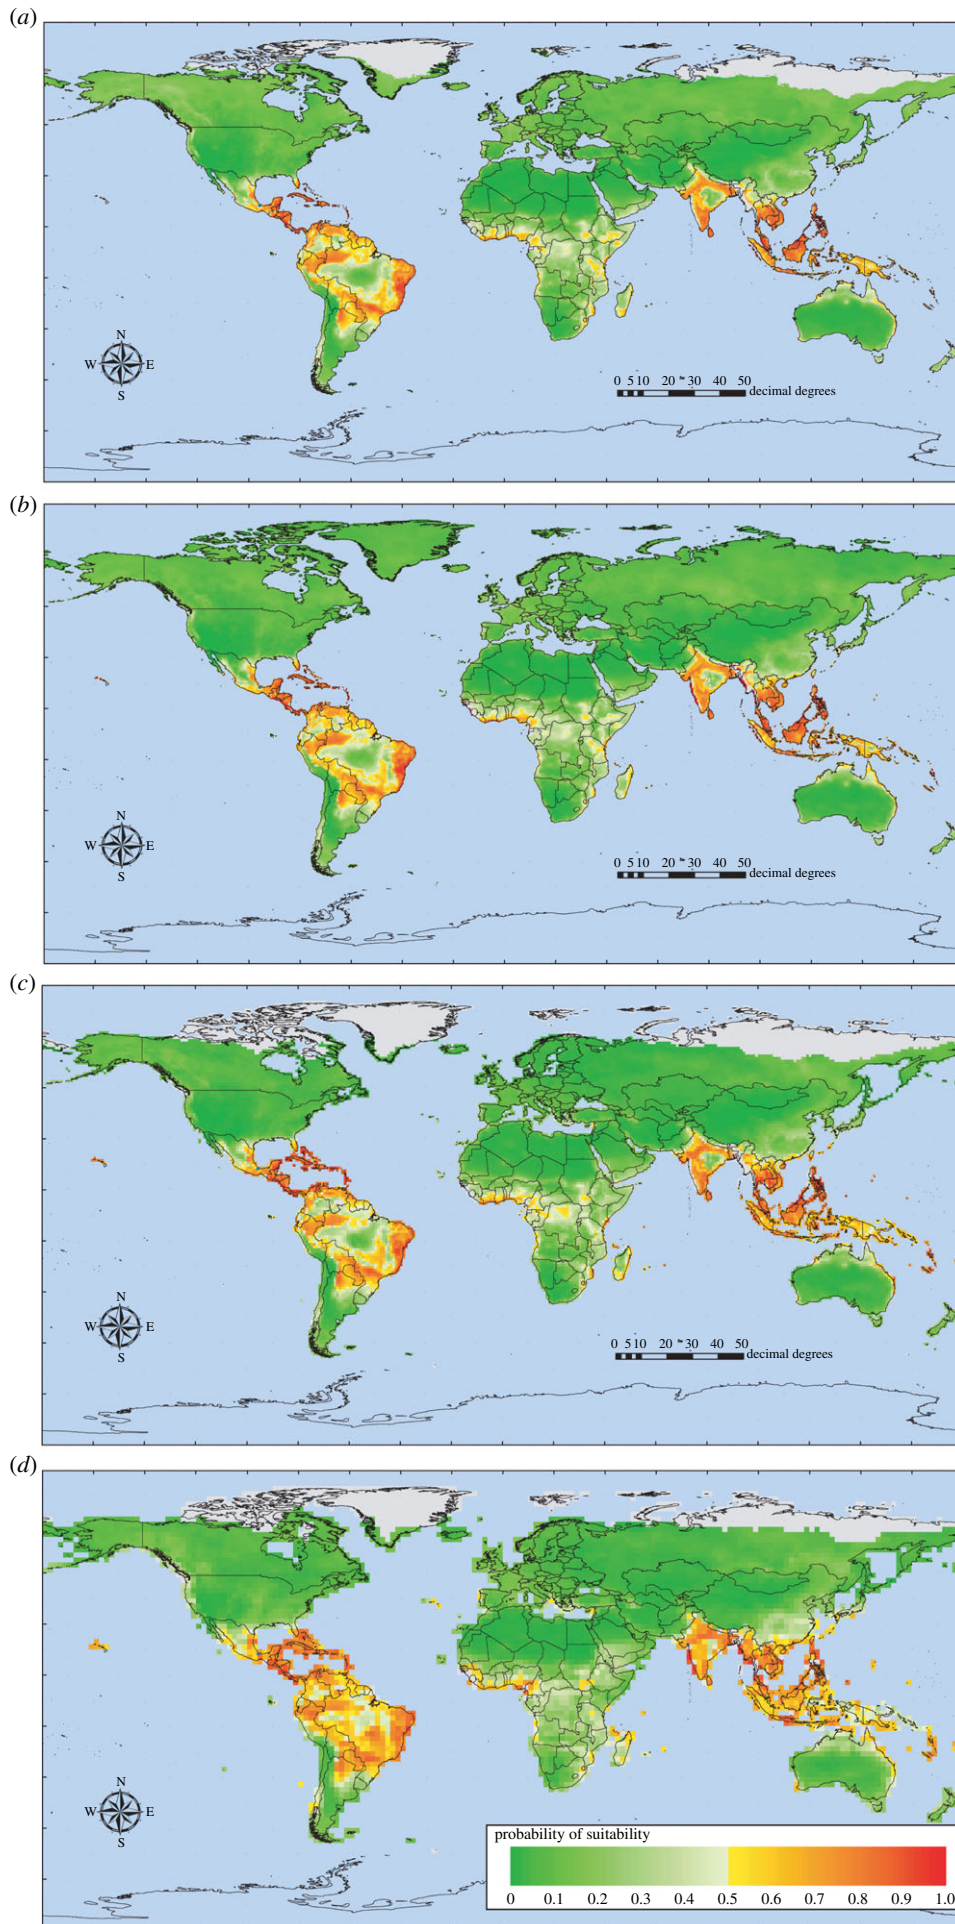 (a)
N
W E
S
0 5 10 20 30 40 50
decimal degrees
(b)
N
W E
S
0 5 10 20 30 40 50
decimal degrees
(c)
N
W E
S
0 5 10 20 30 40 50
decimal degrees
(d)
N
W E
S
probability of suitability
0 0.1 0.2 0.3 0.4 0.5 0.6 0.7 0.8 0.9 1.0